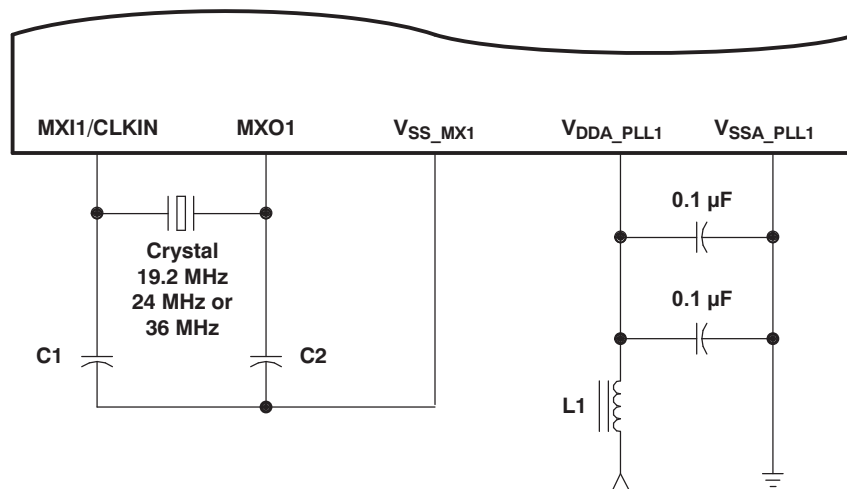 MXI1/CLKIN
MXO1
VSS_MX1
VDDA_PLL1
VSSA_PLL1
0.1 µF
Crystal
19.2 MHz
24 MHz or
36 MHz
0.1 µF
C1
C2
L1